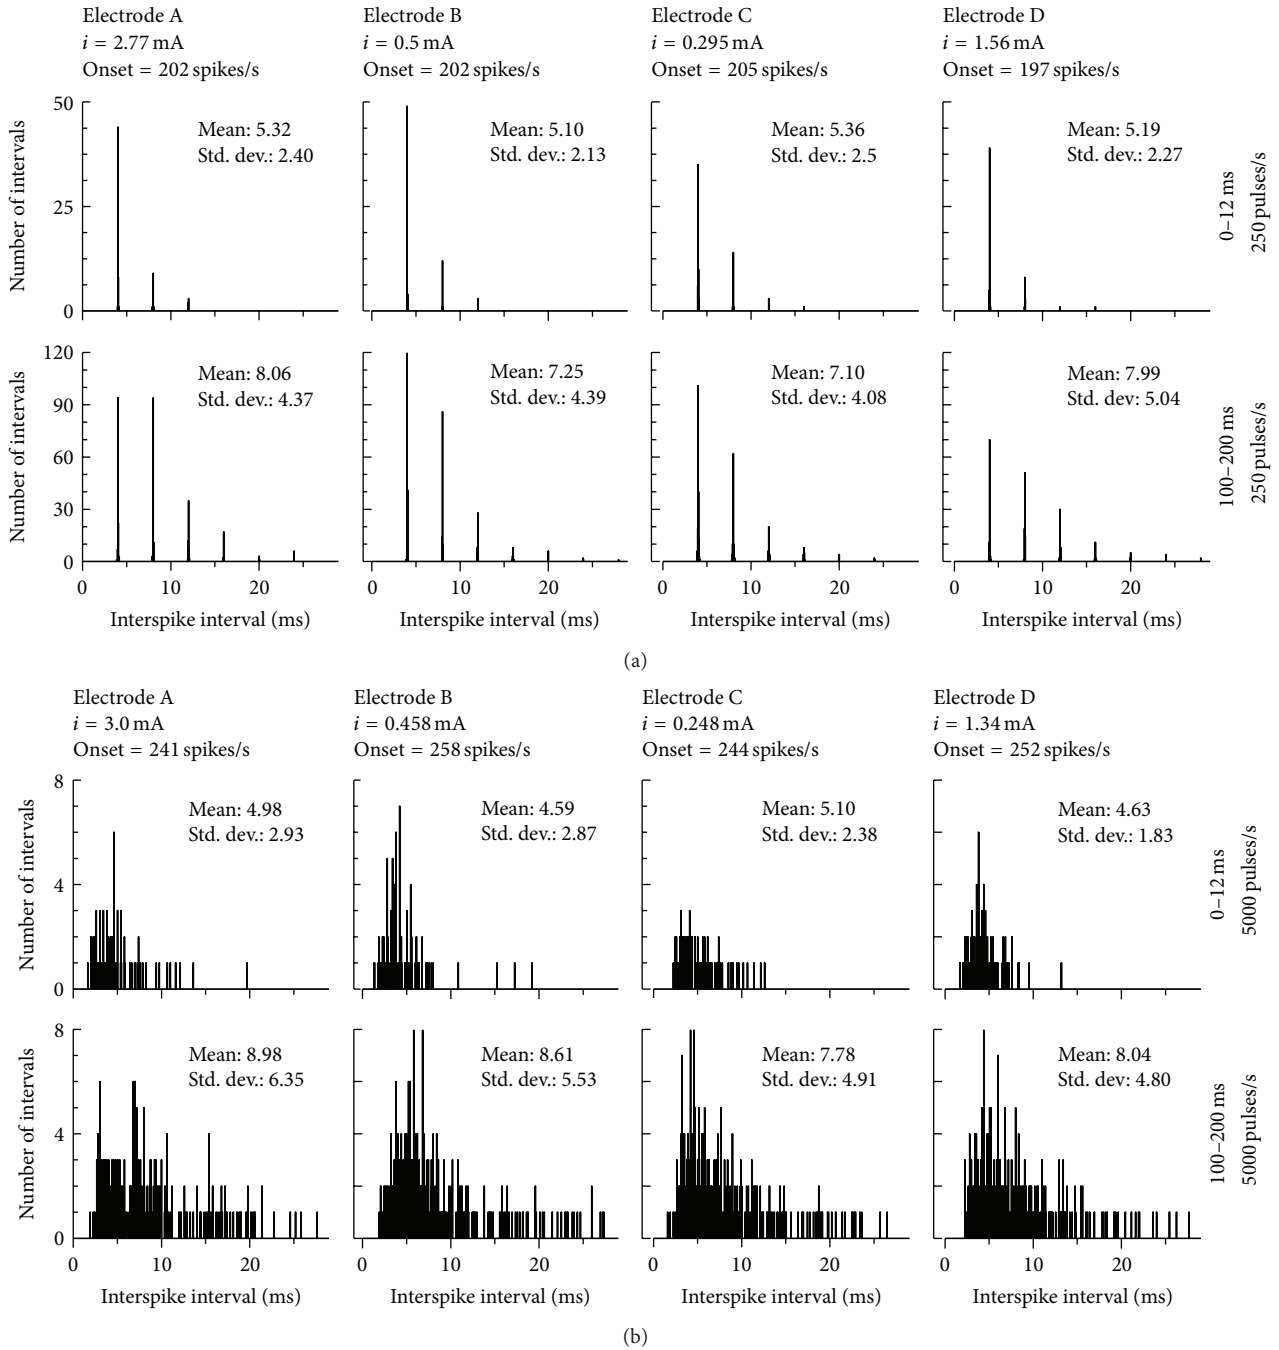 Electrode A
i = 2.77 mA
Onset = 202 spikes/s
Electrode B
i = 0.5 mA
Onset = 202 spikes/s
Electrode C
i = 0.295 mA
Onset = 205 spikes/s
Electrode D
i = 1.56 mA
Onset = 197 spikes/s
Number of intervals
50
25
0
Mean: 5.32
Std. dev.: 2.40
Mean: 5.10
Std. dev.: 2.13
Mean: 5.36
Std. dev.: 2.5
Mean: 5.19
Std. dev.: 2.27
0–12 ms
250 pulses/s
Number of intervals
120
90
60
30
0
Mean: 8.06
Std. dev.: 4.37
Mean: 7.25
Std. dev.: 4.39
Mean: 7.10
Std. dev.: 4.08
Mean: 7.99
Std. dev: 5.04
100–200 ms
250 pulses/s
0 10 20
0 10 20
0 10 20
0 10 20
Interspike interval (ms)
Interspike interval (ms)
Interspike interval (ms)
Interspike interval (ms)
(a)
Electrode A
i = 3.0 mA
Onset = 241 spikes/s
Electrode B
i = 0.458 mA
Onset = 258 spikes/s
Electrode C
i = 0.248 mA
Onset = 244 spikes/s
Electrode D
i = 1.34 mA
Onset = 252 spikes/s
Number of intervals
8
4
0
Mean: 4.98
Std. dev.: 2.93
Mean: 4.59
Std. dev.: 2.87
Mean: 5.10
Std. dev.: 2.38
Mean: 4.63
Std. dev.: 1.83
0–12 ms
5000 pulses/s
Number of intervals
8
4
0
Mean: 8.98
Std. dev.: 6.35
Mean: 8.61
Std. dev.: 5.53
Mean: 7.78
Std. dev.: 4.91
Mean: 8.04
Std. dev: 4.80
100–200 ms
5000 pulses/s
0 10 20
0 10 20
0 10 20
0 10 20
Interspike interval (ms)
Interspike interval (ms)
Interspike interval (ms)
Interspike interval (ms)
(b)